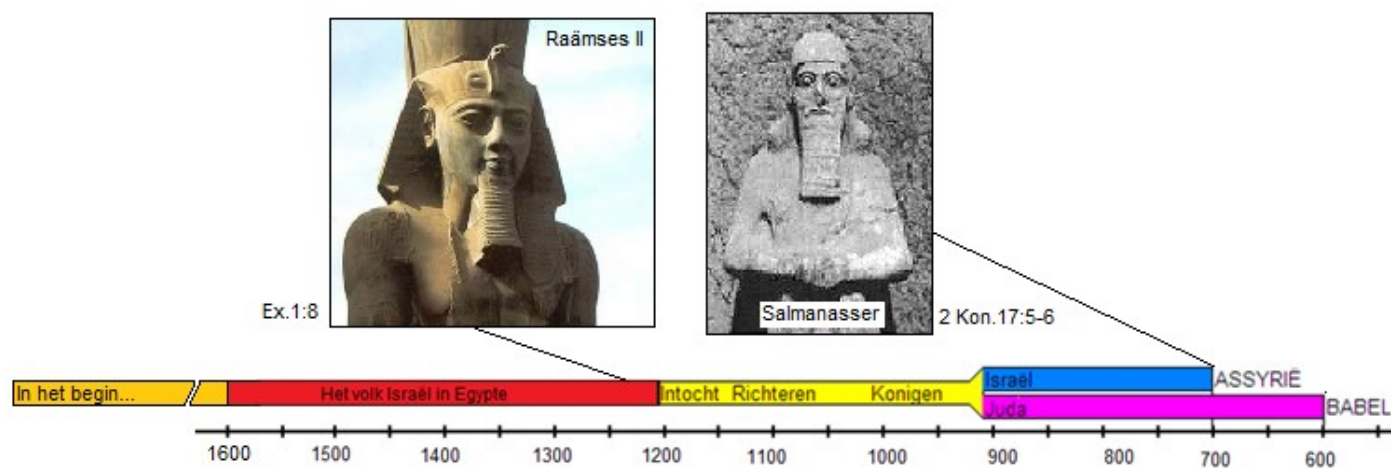 Raämses II
Salmanasser
Ex.1:8
2 Kon.17:5-6
In het begin...
Het volk Israël in Egypte
Intocht Richteren Konigen
Israël
ASSYRIË
Juda
BABEL
1600 1500 1400 1300 1200 1100 1000 900 800 700 600